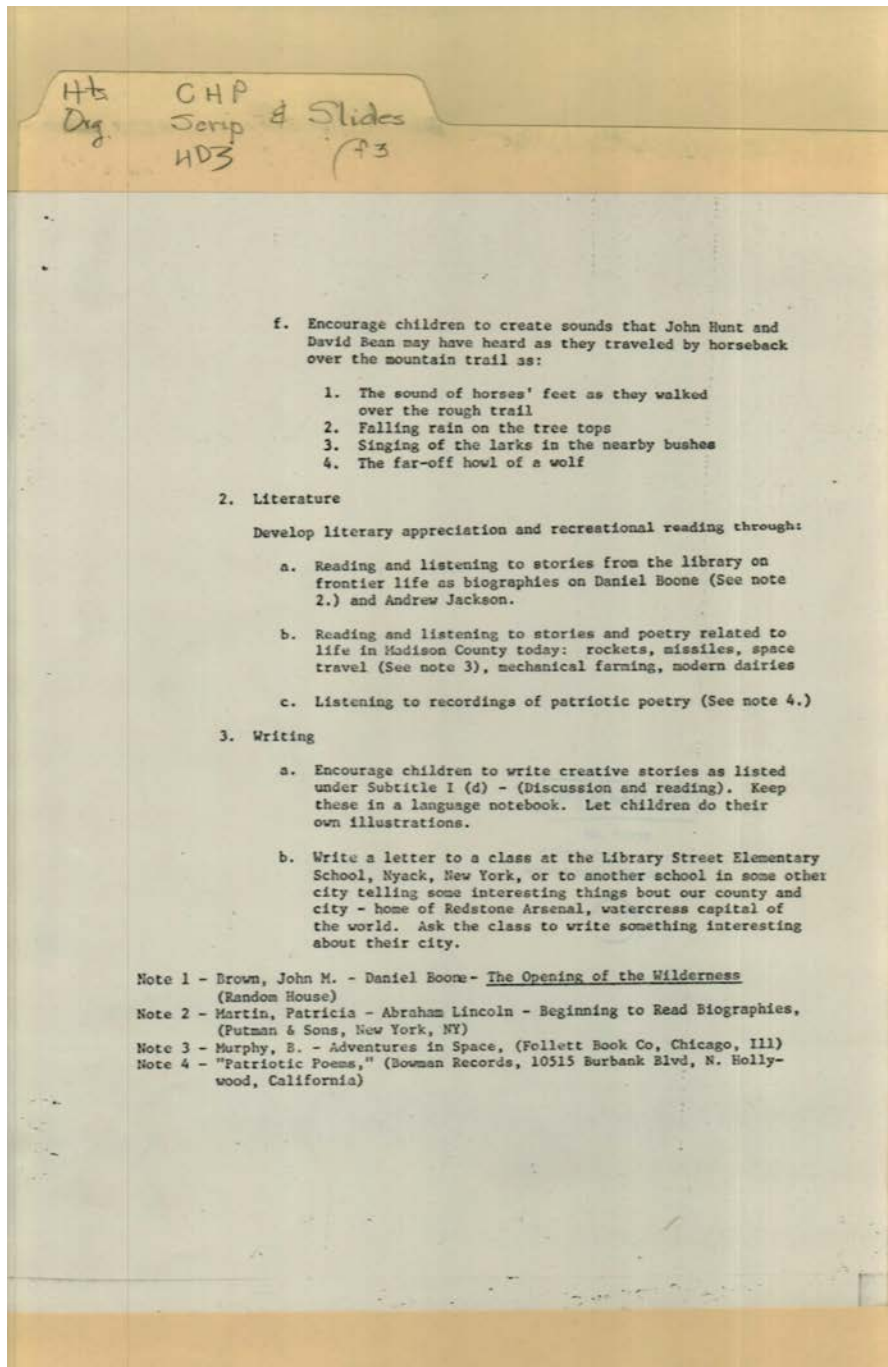 Hts CHP
Org. Scrip & Slides
HD3 f3
f. Encourage children to create sounds that John Hunt and
David Bean may have heard as they traveled by horseback
over the mountain trail as:
1. The sound of horses' feet as they walked
over the rough trail
2. Falling rain on the tree tops
3. Singing of the larks in the nearby bushes
4. The far-off howl of a wolf
2. Literature
Develop literary appreciation and recreational reading through:
a. Reading and listening to stories from the library on
frontier life as biographies on Daniel Boone (See note
2.) and Andrew Jackson.
b. Reading and listening to stories and poetry related to
life in Madison County today: rockets, missiles, space
travel (See note 3), mechanical farming, modern dairies
c. Listening to recordings of patriotic poetry (See note 4.)
3. Writing
a. Encourage children to write creative stories as listed
under Subtitle I (d) - (Discussion and reading). Keep
these in a language notebook. Let children do their
own illustrations.
b. Write a letter to a class at the Library Street Elementary
School, Nyack, New York, or to another school in some other
city telling some interesting things bout our county and
city - home of Redstone Arsenal, watercress capital of
the world. Ask the class to write something interesting
about their city.
Note 1 - Brown, John M. - Daniel Boone- The Opening of the Wilderness
(Random House)
Note 2 - Martin, Patricia - Abraham Lincoln - Beginning to Read Biographies,
(Putman & Sons, New York, NY)
Note 3 - Murphy, B. - Adventures in Space, (Follett Book Co, Chicago, Ill)
Note 4 - "Patriotic Poems," (Bowman Records, 10515 Burbank Blvd, N. Holly-
wood, California)